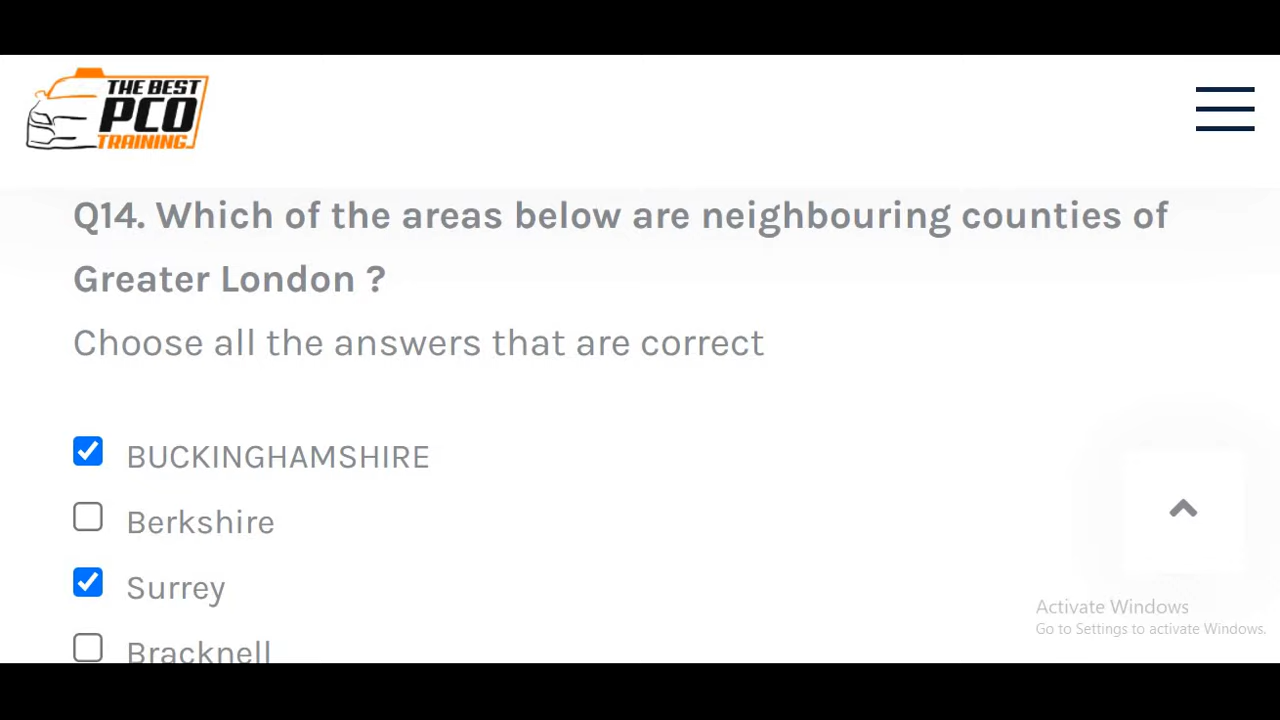 THE BEST
PCO
TRAINING
Q14. Which of the areas below are neighbouring counties of
Greater London ?
Choose all the answers that are correct
BUCKINGHAMSHIRE
Berkshire
Surrey
Bracknell
Activate Windows
Go to Settings to activate Windows.